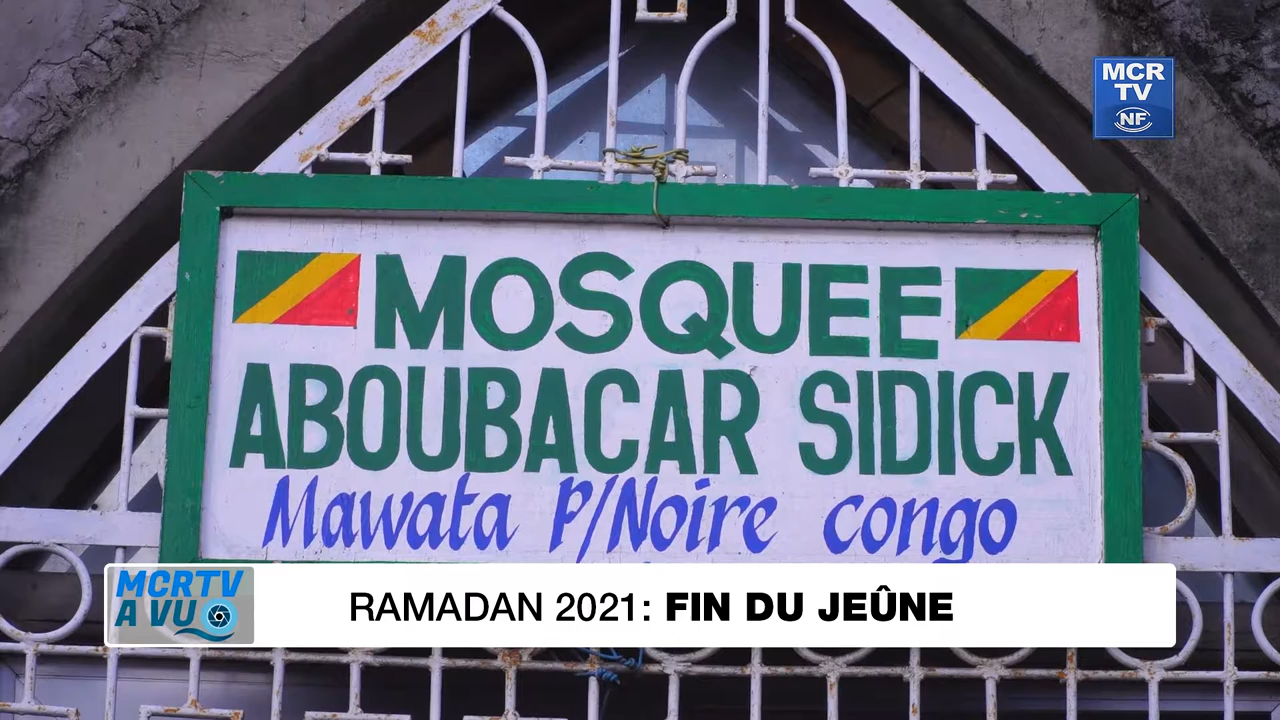 MCR
TV
NF
MOSQUEE
ABOUBACAR SIDICK
Mawata P/Noire congo
MCRTV
A VU
RAMADAN 2021: FIN DU JEÛNE